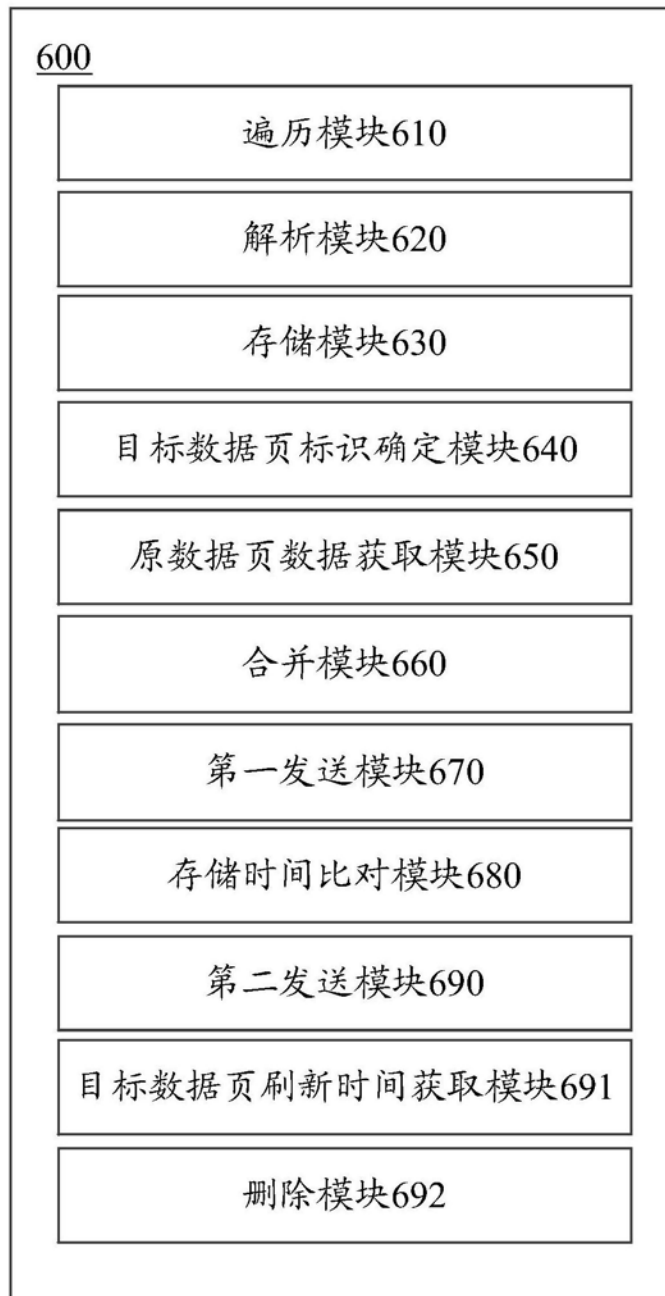 600
遍历模块610
解析模块620
存储模块630
目标数据页标识确定模块640
原数据页数据获取模块650
合并模块660
第一发送模块670
存储时间比对模块680
第二发送模块690
目标数据页刷新时间获取模块691
删除模块692